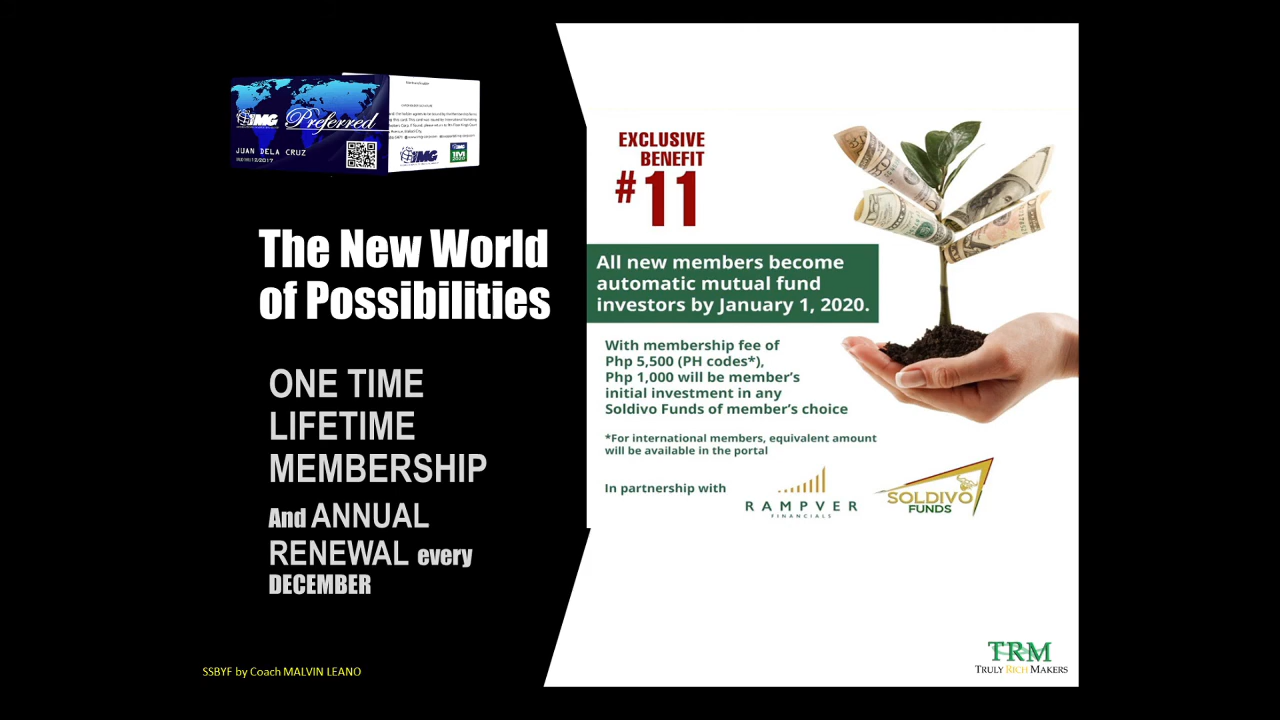 IMG
Preferred
JUAN DELA CRUZ
IMG
IMG
1M
2020
The New World
of Possibilities
ONE TIME
LIFETIME
MEMBERSHIP
And ANNUAL
RENEWAL every
DECEMBER
SSBYF by Coach MALVIN LEANO
EXCLUSIVE
BENEFIT
#11
All new members become
automatic mutual fund
investors by January 1, 2020.
With membership fee of
Php 5,500 (PH codes*),
Php 1,000 will be member’s
initial investment in any
Soldivo Funds of member’s choice
*For international members, equivalent amount
will be available in the portal
In partnership with
RAMPVER
FINANCIALS
SOLDIVO
FUNDS
TRM
TRULY RICH MAKERS